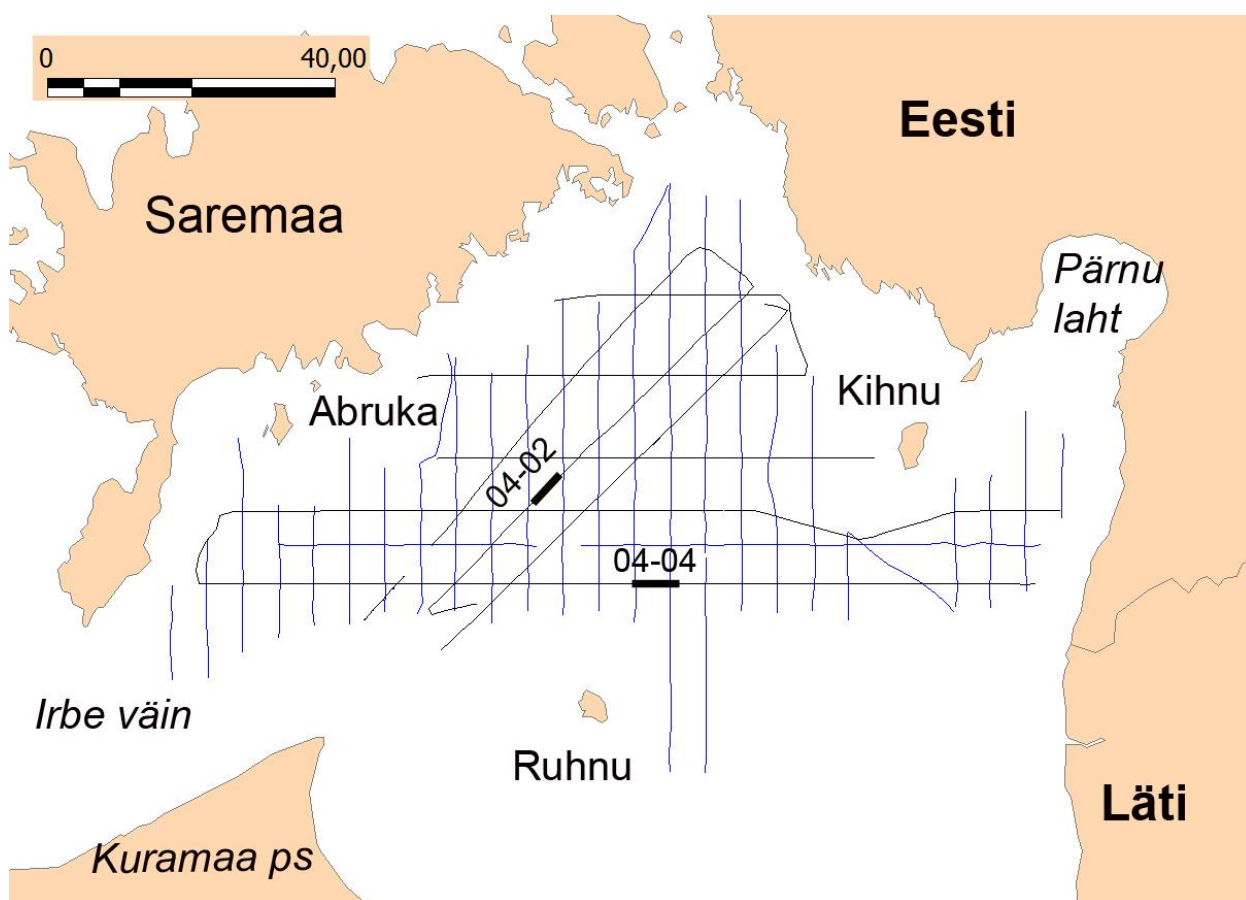 0 40,00
Eesti
Saremaa
Pärnu
laht
Kihnu
Abruka
04-02
04-04
Irbe väin
Ruhnu
Läti
Kuramaa ps